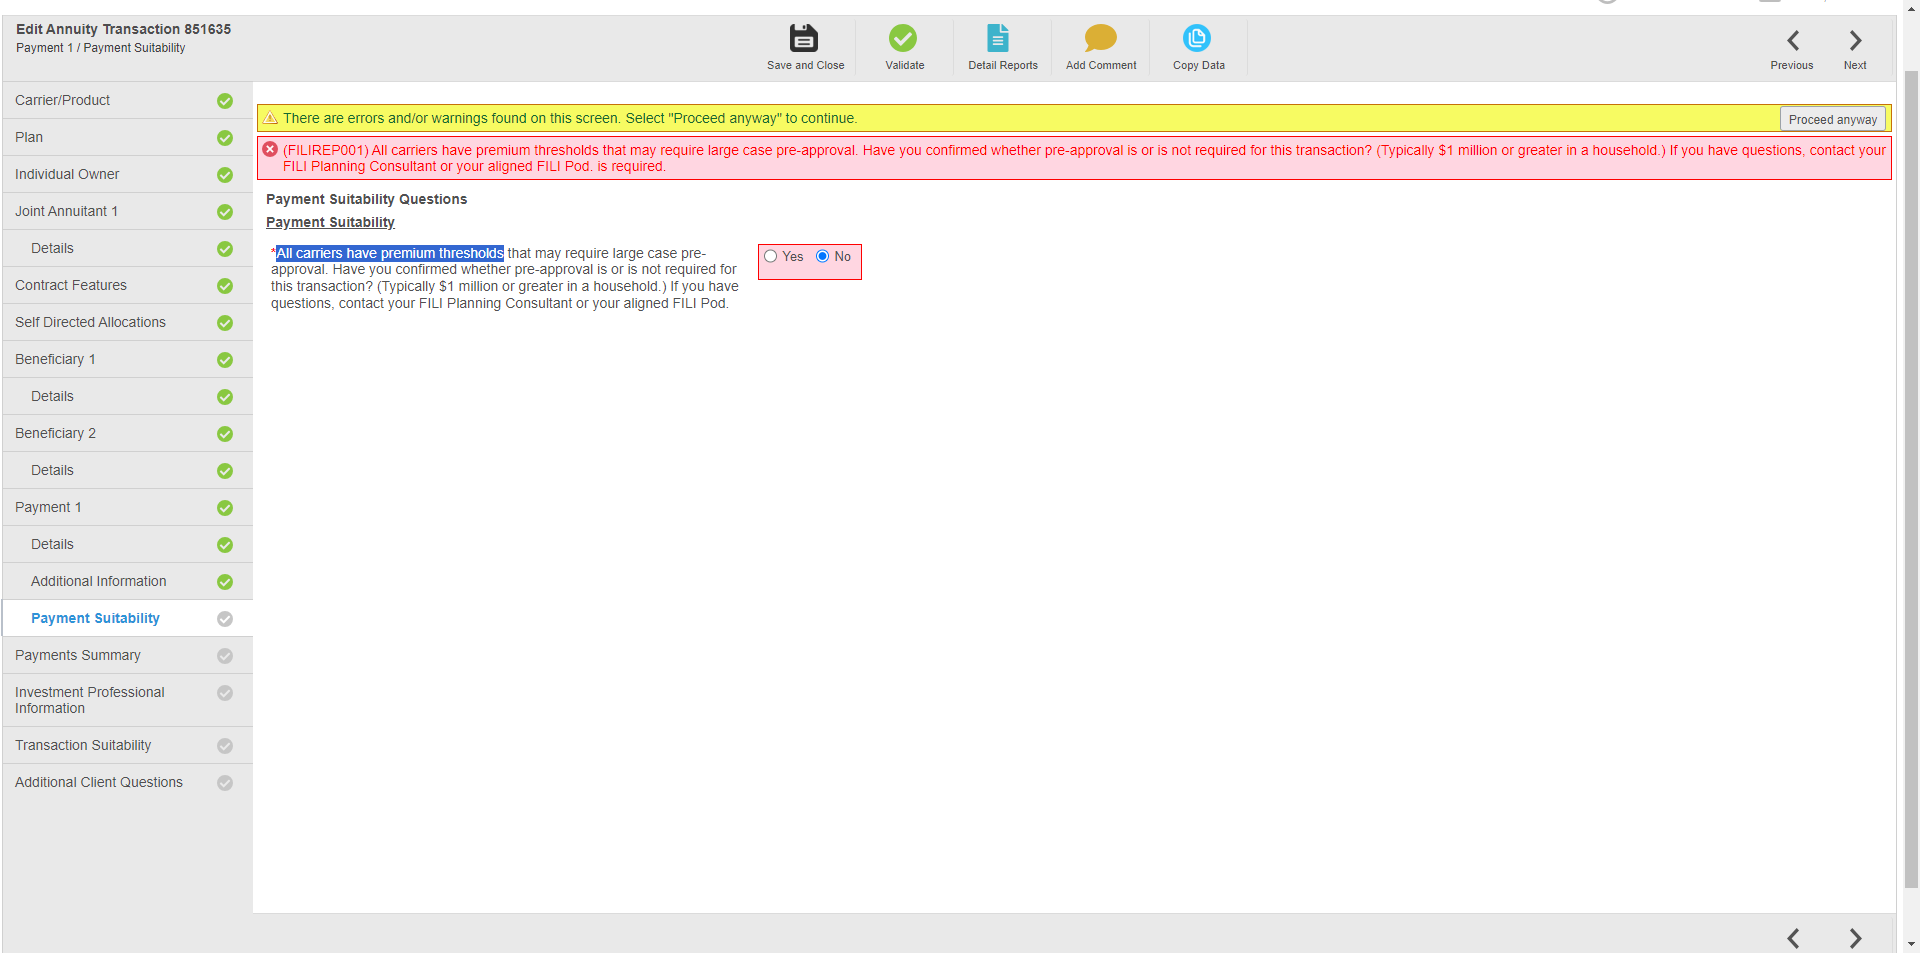 Edit Annuity Transaction 851635
Payment 1 / Payment Suitability
Save and Close
Validate
Detail Reports
Add Comment
Copy Data
Previous
Next
Carrier/Product
Plan
Individual Owner
Joint Annuitant 1
Details
Contract Features
Self Directed Allocations
Beneficiary 1
Details
Beneficiary 2
Details
Payment 1
Details
Additional Information
Payment Suitability
Payments Summary
Investment Professional
Information
Transaction Suitability
Additional Client Questions
There are errors and/or warnings found on this screen. Select "Proceed anyway" to continue.
Proceed anyway
(FILIREP001) All carriers have premium thresholds that may require large case pre-approval. Have you confirmed whether pre-approval is or is not required for this transaction? (Typically $1 million or greater in a household.) If you have questions, contact your
FILI Planning Consultant or your aligned FILI Pod. is required.
Payment Suitability Questions
Payment Suitability
*All carriers have premium thresholds that may require large case pre-
approval. Have you confirmed whether pre-approval is or is not required for
this transaction? (Typically $1 million or greater in a household.) If you have
questions, contact your FILI Planning Consultant or your aligned FILI Pod.
Yes No